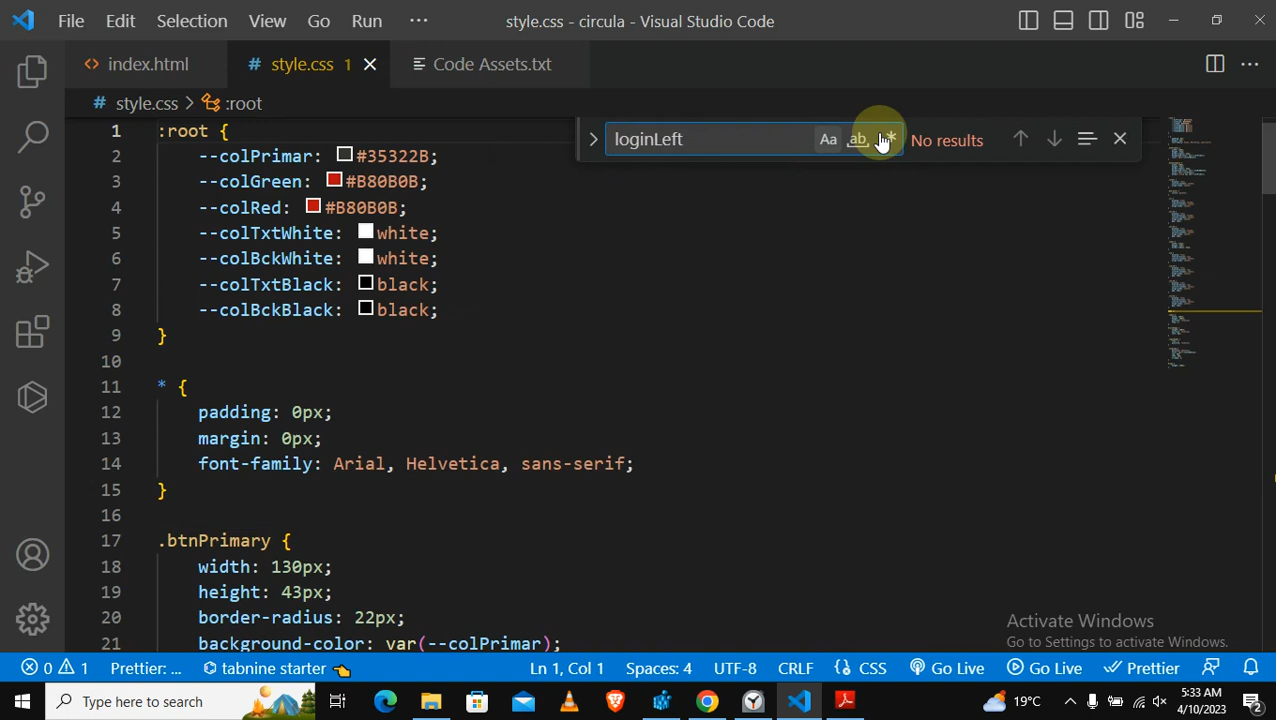 File Edit Selection View Go Run ··· style.css - circula - Visual Studio Code
index.html style.css 1 Code Assets.txt
style.css > :root
loginLeft Aa ab .* No results
1 :root {
2 --colPrimar: #35322B;
3 --colGreen: #B80B0B;
4 --colRed: #B80B0B;
5 --colTxtWhite: white;
6 --colBckWhite: white;
7 --colTxtBlack: black;
8 --colBckBlack: black;
9 }
10
11 * {
12 padding: 0px;
13 margin: 0px;
14 font-family: Arial, Helvetica, sans-serif;
15 }
16
17 .btnPrimary {
18 width: 130px;
19 height: 43px;
20 border-radius: 22px;
21 background-color: var(--colPrimar);
Activate Windows
Go to Settings to activate Windows.
0 1 Prettier: ... tabnine starter Ln 1, Col 1 Spaces: 4 UTF-8 CRLF CSS Go Live Go Live Prettier
Type here to search 19°C 5:33 AM
4/10/2023 2